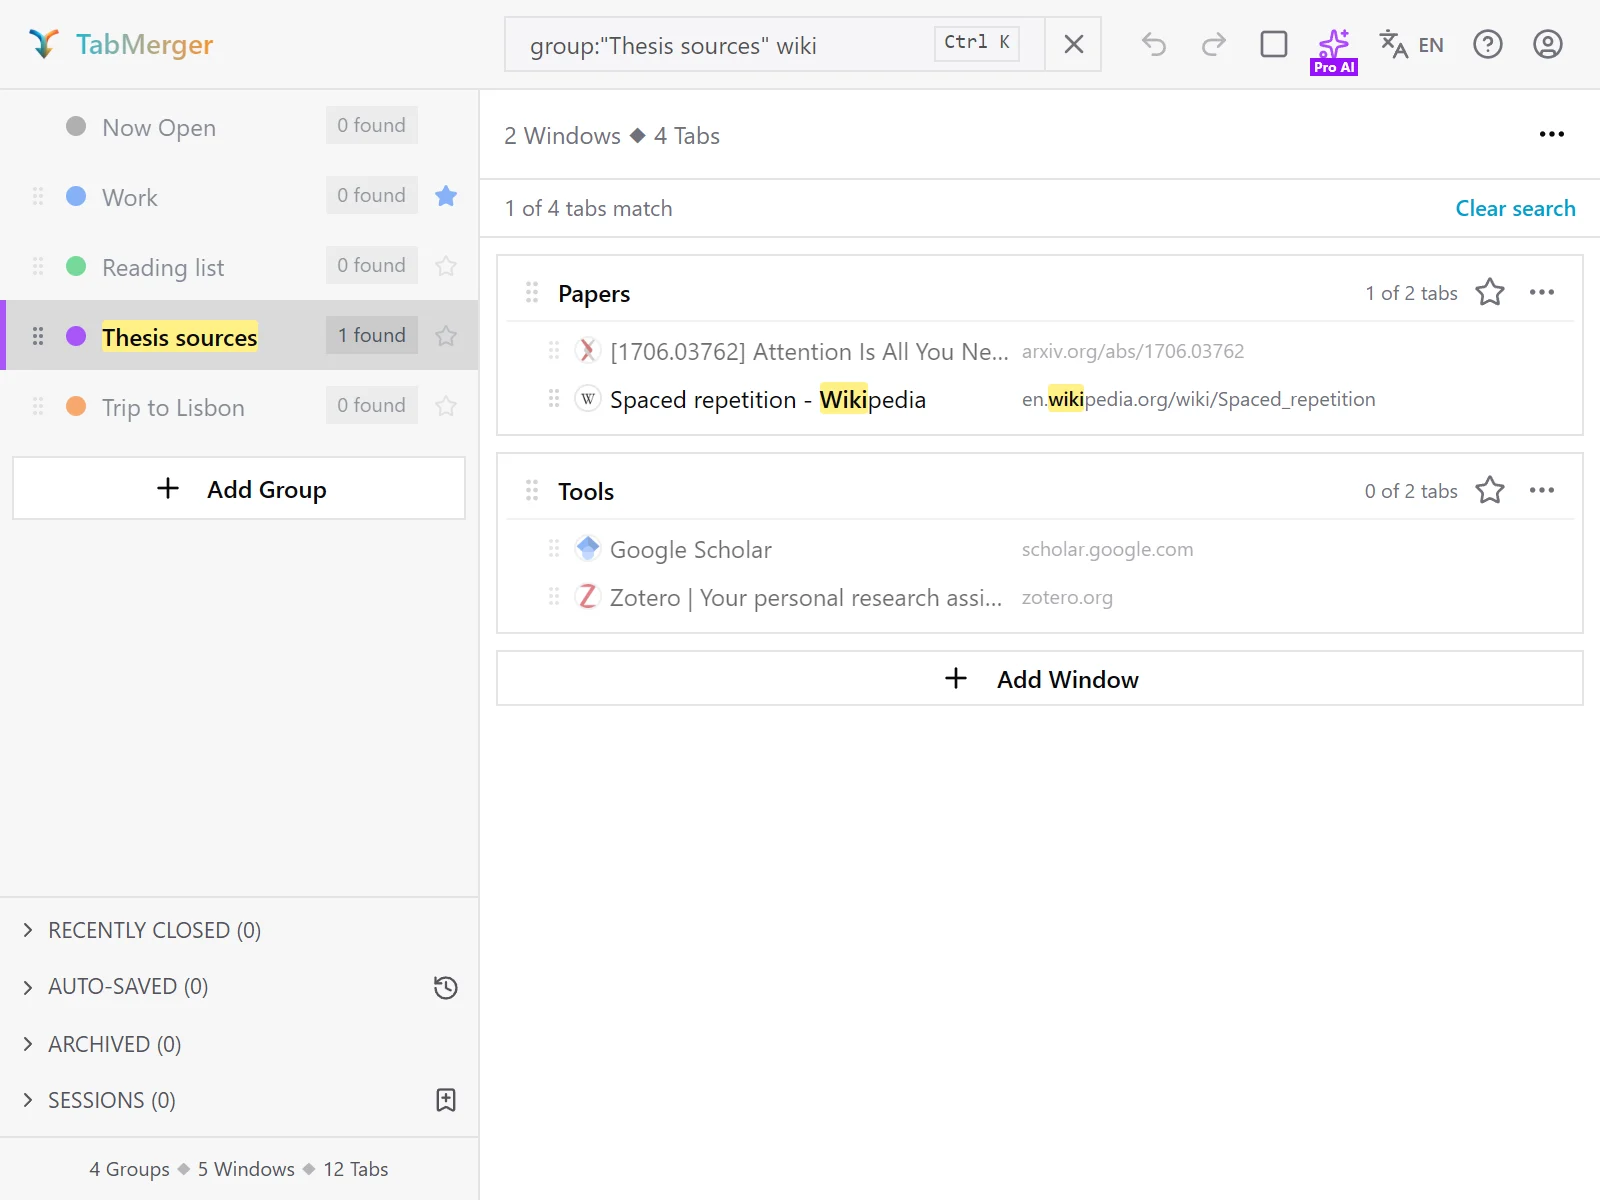 TabMerger
group:"Thesis sources" wiki
Ctrl K
Pro AI
EN
Now Open
0 found
Work
0 found
Reading list
0 found
Thesis sources
1 found
Trip to Lisbon
0 found
Add Group
RECENTLY CLOSED (0)
AUTO-SAVED (0)
ARCHIVED (0)
SESSIONS (0)
4 Groups ◆ 5 Windows ◆ 12 Tabs
2 Windows ◆ 4 Tabs
1 of 4 tabs match
Clear search
Papers
1 of 2 tabs
[1706.03762] Attention Is All You Ne...
arxiv.org/abs/1706.03762
W
Spaced repetition - Wikipedia
en.wikipedia.org/wiki/Spaced_repetition
Tools
0 of 2 tabs
Google Scholar
scholar.google.com
Z
Zotero | Your personal research assi...
zotero.org
Add Window